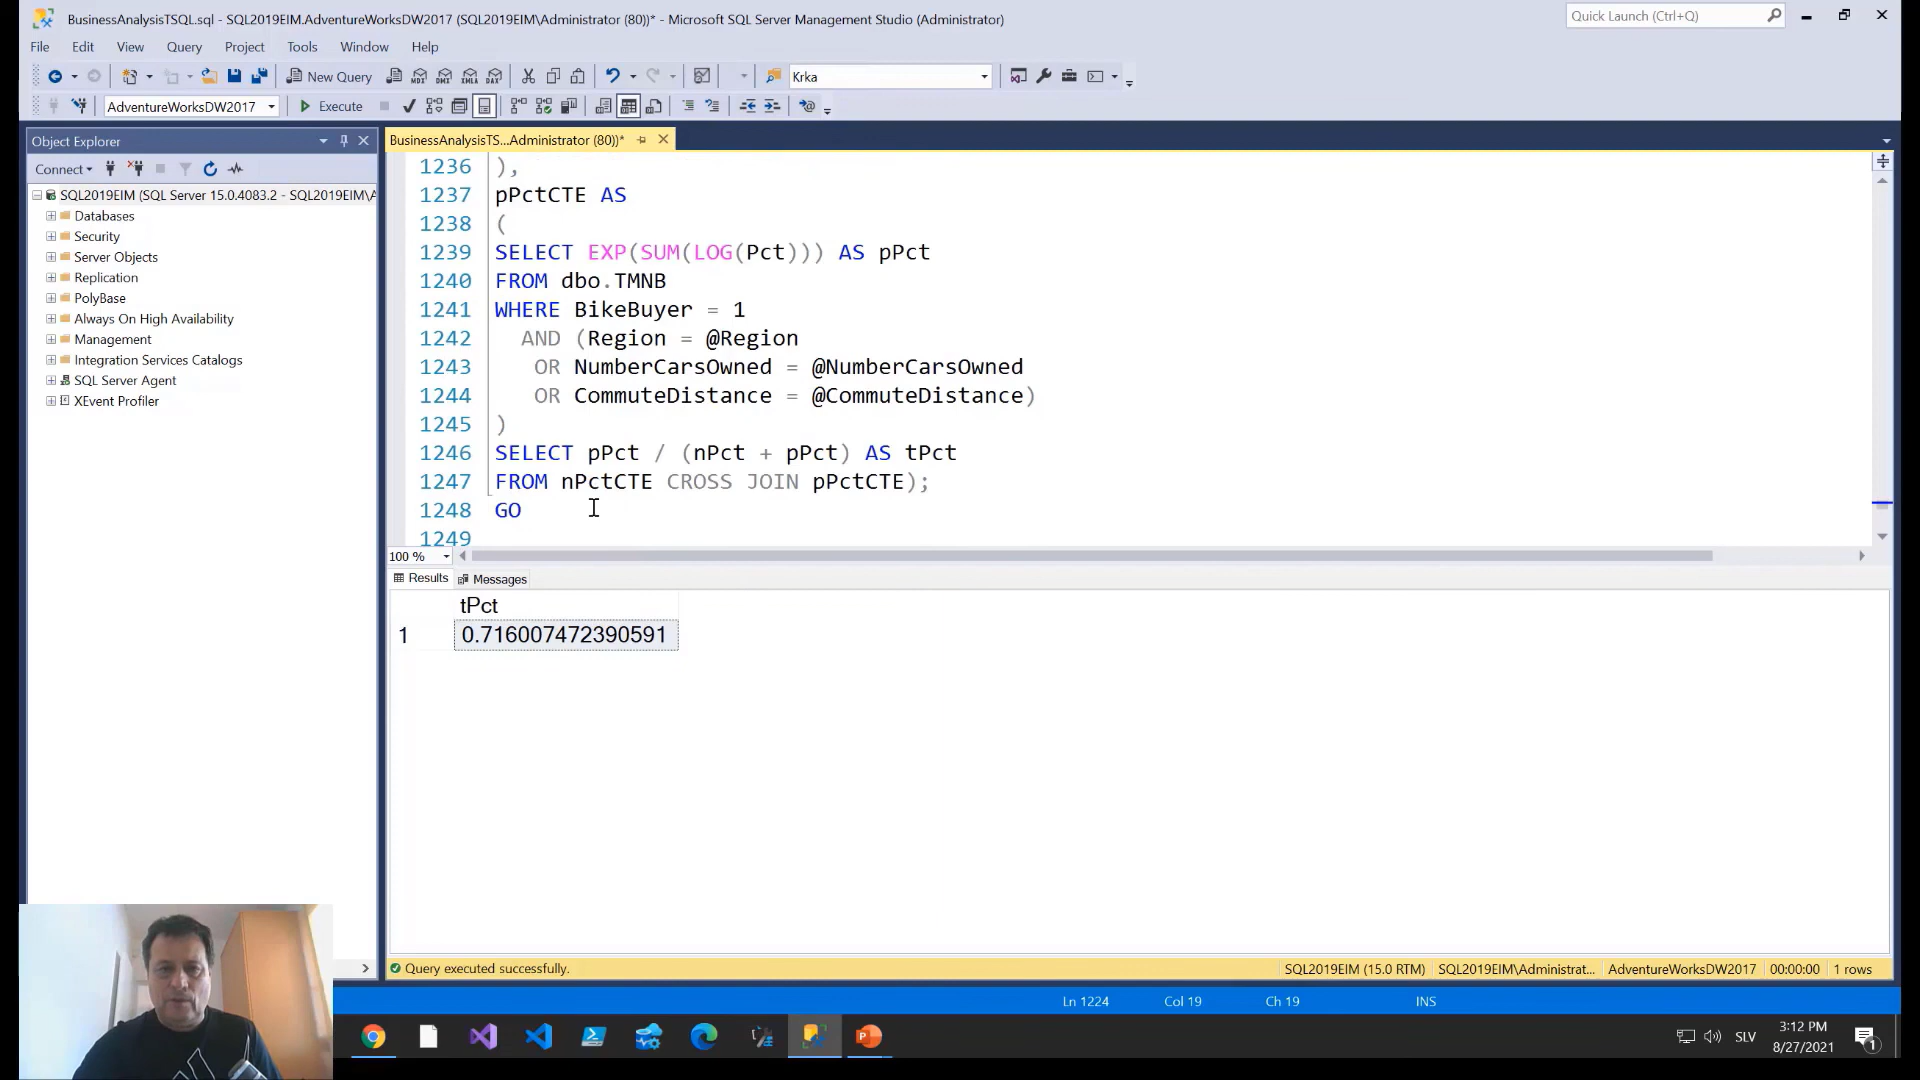 BusinessAnalysisTSQL.sql - SQL2019EIM.AdventureWorksDW2017 (SQL2019EIM\Administrator (80))* - Microsoft SQL Server Management Studio (Administrator)
Quick Launch (Ctrl+Q)
File Edit View Query Project Tools Window Help
New Query
MDX DMX XMLA DAX
Krka
AdventureWorksDW2017
Execute
Object Explorer
BusinessAnalysisTS...Administrator (80))*
Connect
SQL2019EIM (SQL Server 15.0.4083.2 - SQL2019EIM\A
Databases
Security
Server Objects
Replication
PolyBase
Always On High Availability
Management
Integration Services Catalogs
SQL Server Agent
XEvent Profiler
1236 ),
1237 pPctCTE AS
1238 (
1239 SELECT EXP(SUM(LOG(Pct))) AS pPct
1240 FROM dbo.TMNB
1241 WHERE BikeBuyer = 1
1242 AND (Region = @Region
1243 OR NumberCarsOwned = @NumberCarsOwned
1244 OR CommuteDistance = @CommuteDistance)
1245 )
1246 SELECT pPct / (nPct + pPct) AS tPct
1247 FROM nPctCTE CROSS JOIN pPctCTE);
1248 GO
1249
100 %
Results Messages
tPct
1 0.716007472390591
Query executed successfully.
SQL2019EIM (15.0 RTM) SQL2019EIM\Administrat... AdventureWorksDW2017 00:00:00 1 rows
Ln 1224 Col 19 Ch 19 INS
SLV
3:12 PM
8/27/2021
1